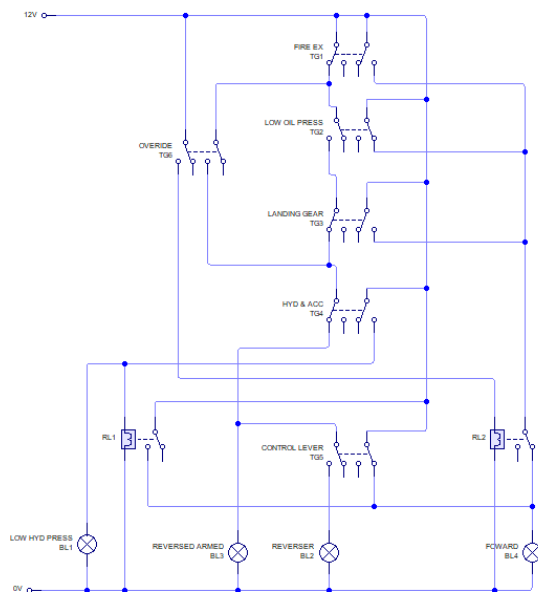 12V
FIRE EX
TG1
LOW OIL PRESS
TG2
OVERIDE
TG6
LANDING GEAR
TG3
HYD & ACC
TG4
RL1
RL2
CONTROL LEVER
TG5
LOW HYD PRESS
BL1
REVERSED ARMED
BL3
REVERSER
BL2
FOWARD
BL4
0V